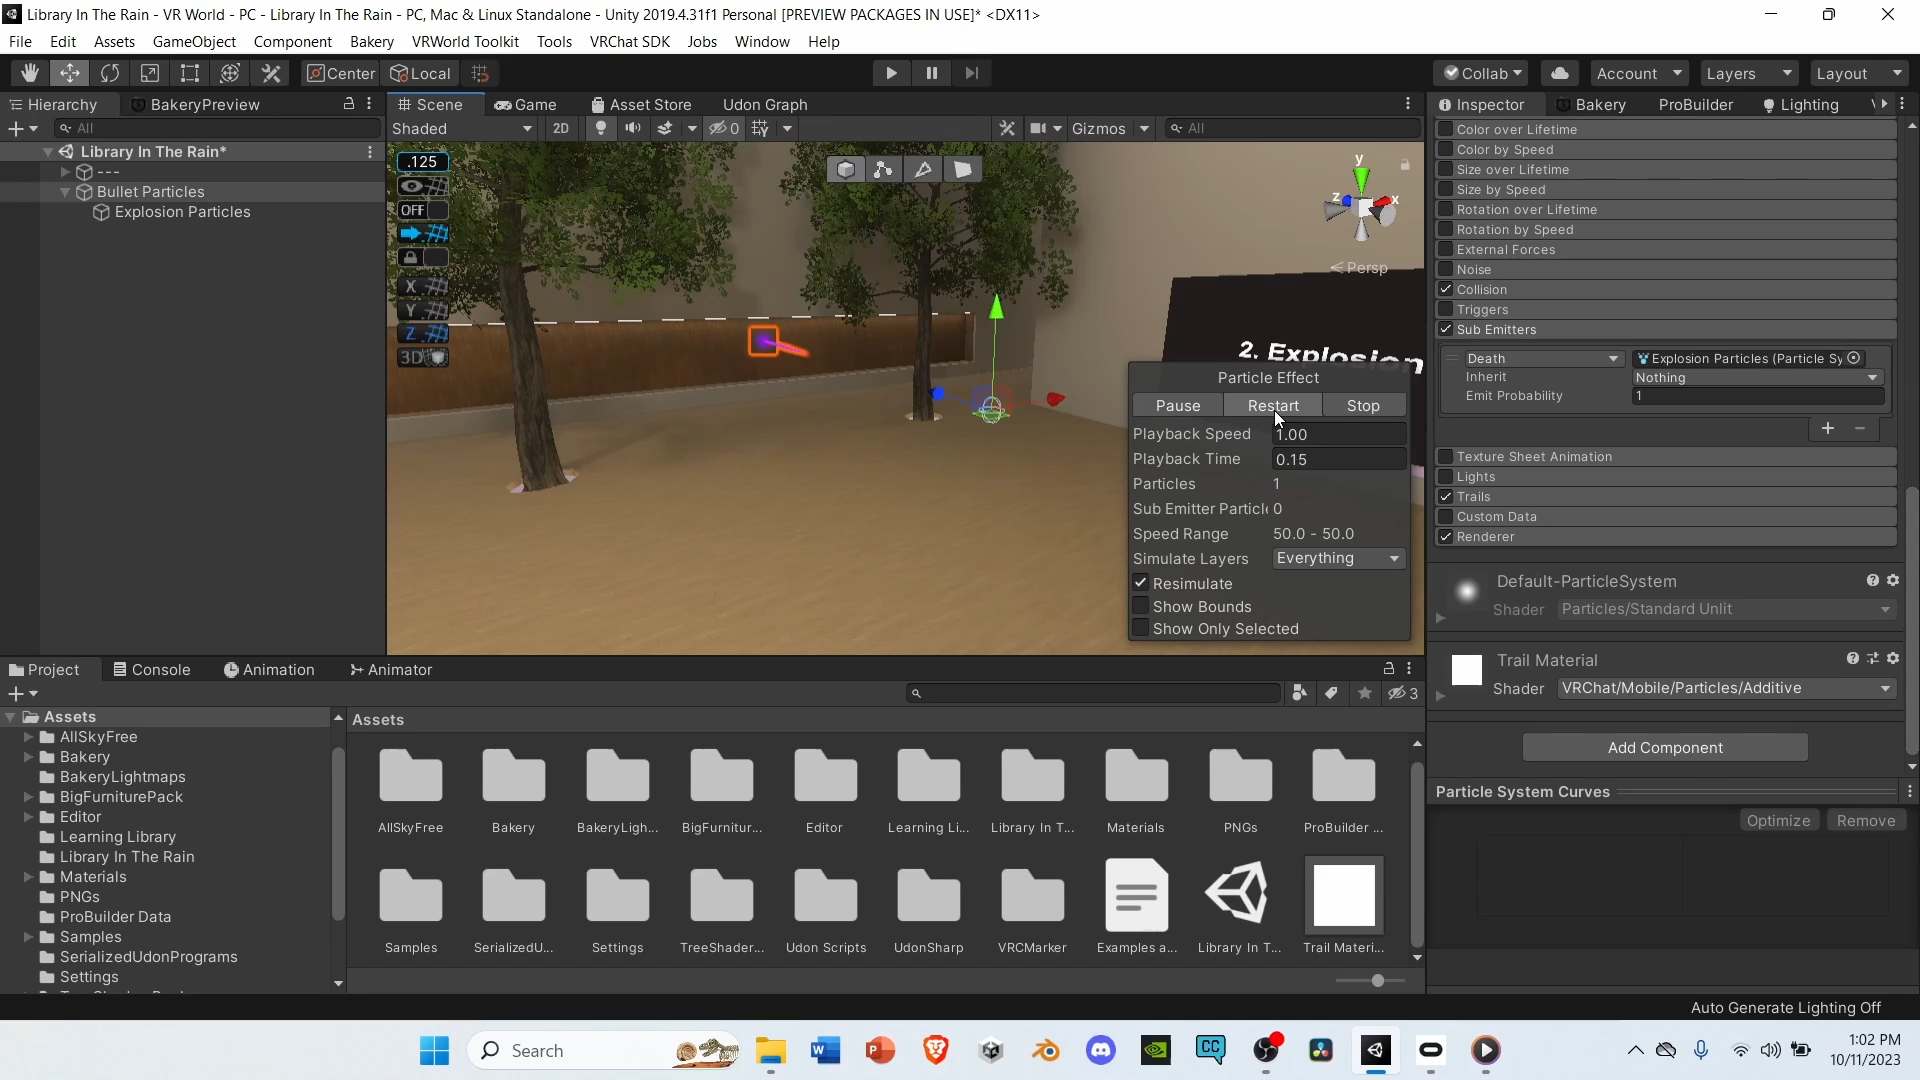 Library In The Rain - VR World - PC - Library In The Rain - PC, Mac & Linux Standalone - Unity 2019.4.31f1 Personal [PREVIEW PACKAGES IN USE]* <DX11>
File Edit Assets GameObject Component Bakery VRWorld Toolkit Tools VRChat SDK Jobs Window Help
Center Local Collab Account Layers Layout
Hierarchy BakeryPreview Scene Game Asset Store Udon Graph Inspector Bakery ProBuilder Lighting
All Shaded 2D 0 Gizmos All
Library In The Rain*
---
Bullet Particles
Explosion Particles
.125
OFF
X
Y
Z
3D
y
z
x
Persp
2. Explosion
Particle Effect
Pause Restart Stop
Playback Speed 1.00
Playback Time 0.15
Particles 1
Sub Emitter Particle 0
Speed Range 50.0 - 50.0
Simulate Layers Everything
Resimulate
Show Bounds
Show Only Selected
Color over Lifetime
Color by Speed
Size over Lifetime
Size by Speed
Rotation over Lifetime
Rotation by Speed
External Forces
Noise
Collision
Triggers
Sub Emitters
Death Explosion Particles (Particle Sy
Inherit Nothing
Emit Probability 1
Texture Sheet Animation
Lights
Trails
Custom Data
Renderer
Default-ParticleSystem
Shader Particles/Standard Unlit
Trail Material
Shader VRChat/Mobile/Particles/Additive
Add Component
Particle System Curves
Optimize Remove
Project Console Animation Animator
3
Assets
AllSkyFree
Bakery
BakeryLightmaps
BigFurniturePack
Editor
Learning Library
Library In The Rain
Materials
PNGs
ProBuilder Data
Samples
SerializedUdonPrograms
Settings
Assets
AllSkyFree Bakery BakeryLigh... BigFurnitur... Editor Learning Li... Library In T... Materials PNGs ProBuilder ...
Samples SerializedU... Settings TreeShader... Udon Scripts UdonSharp VRCMarker Examples a... Library In T... Trail Materi...
Auto Generate Lighting Off
Search
CC
1:02 PM
10/11/2023